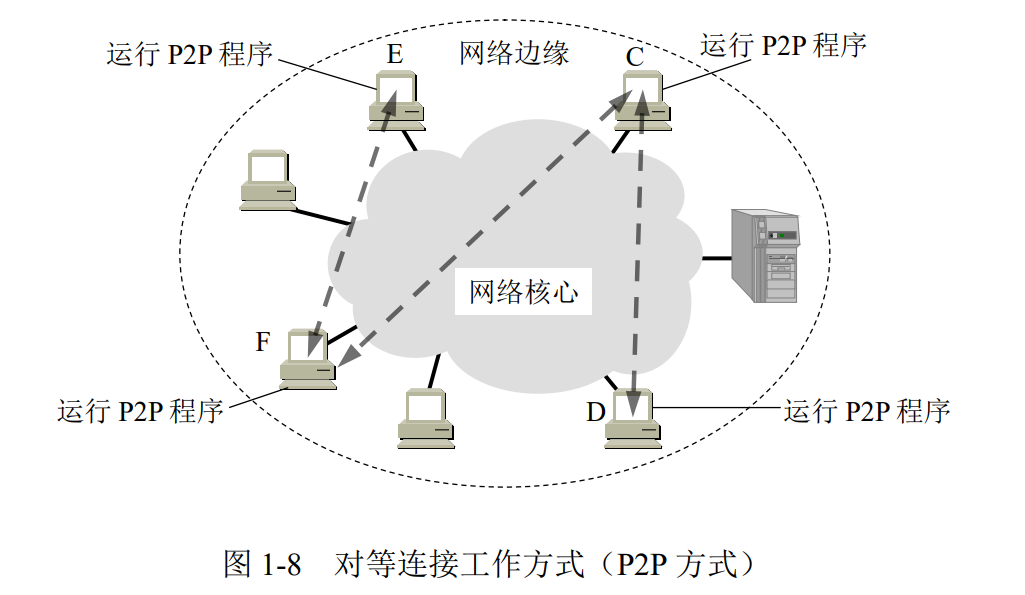 运行 P2P 程序
E
网络边缘
C
运行 P2P 程序
网络核心
F
运行 P2P 程序
D
运行 P2P 程序
图 1-8 对等连接工作方式（P2P 方式）